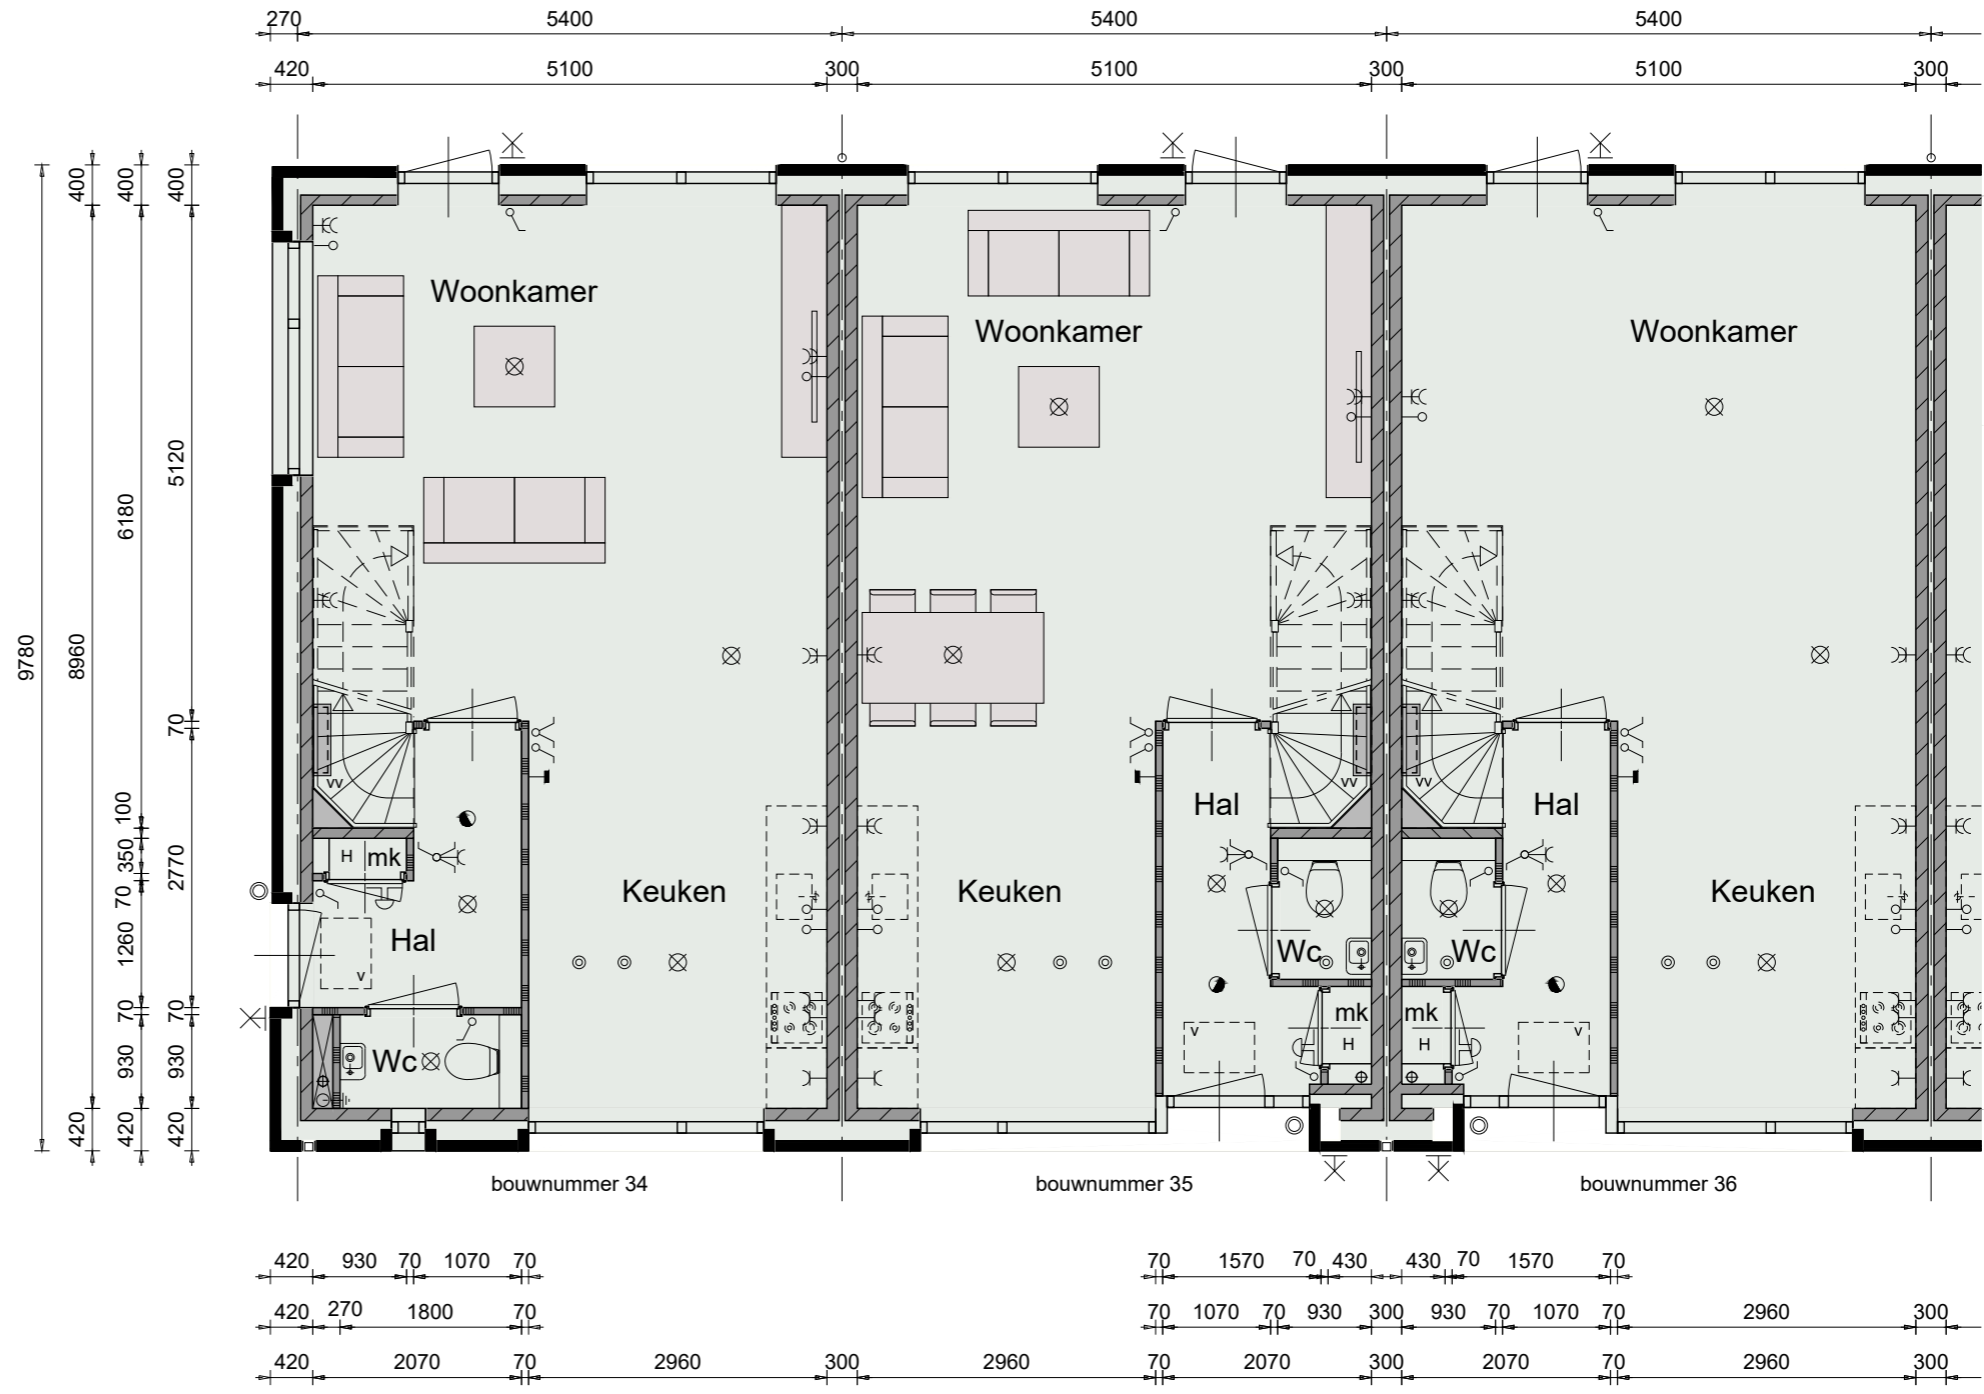 270 5400 5400 5400
420 5100 300 5100 300 5100 300
400 400 400
Woonkamer
Woonkamer Woonkamer
5120
6180
9780 8960
70
vv vv vv
100
Hal Hal
350
H mk
2770
70
Keuken Keuken Keuken
1260
Hal
Wc Wc
v
70 70
mk mk
v v
H H
930 930
Wc
420 420 420
bouwnummer 34 bouwnummer 35 bouwnummer 36
420 930 70 1070 70 70 1570 70 430 430 70 1570 70
420 270 1800 70 70 1070 70 930 300 930 70 1070 70 2960 300
420 2070 70 2960 300 2960 70 2070 300 2070 70 2960 300